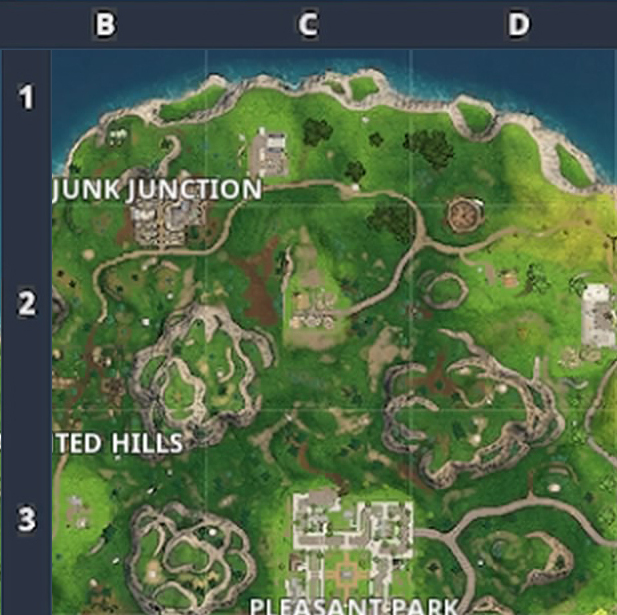 B C D
1
JUNK JUNCTION
2
TED HILLS
3
PLEASANT PARK